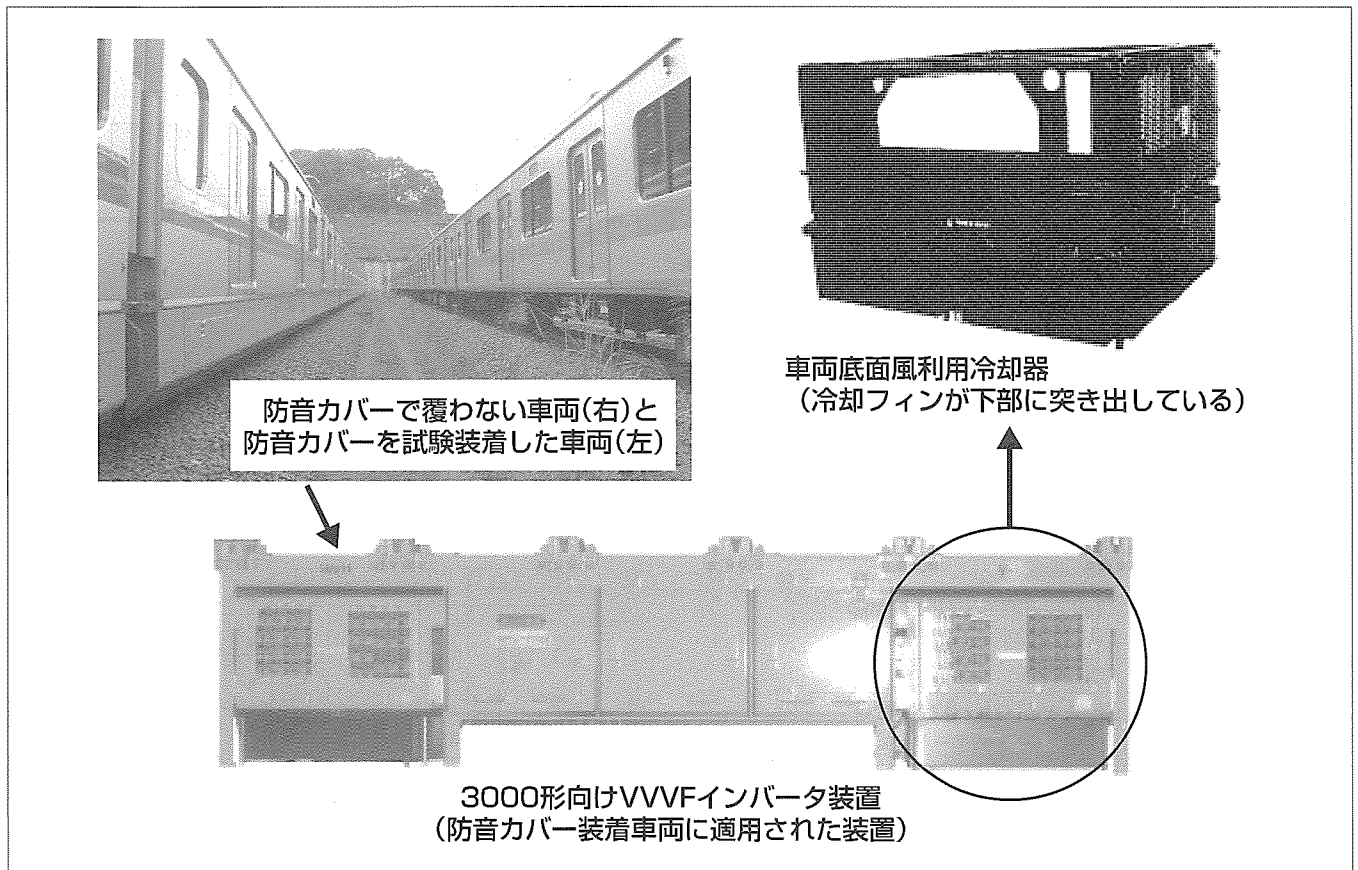 防音カバーで覆わない車両(右)と
防音カバーを試験装着した車両(左)
車両底面風利用冷却器
(冷却フィンが下部に突き出している)
3000形向けVVVFインバータ装置
(防音カバー装着車両に適用された装置)